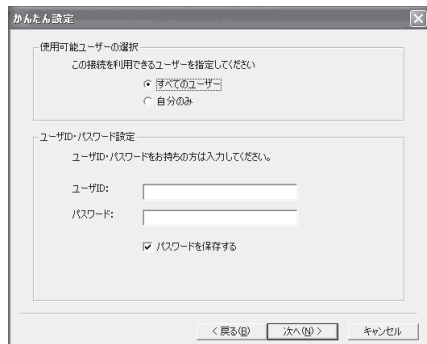 かんたん設定
使用可能ユーザーの選択
この接続を利用できるユーザーを指定してください
すべてのユーザー
自分のみ
ユーザID・パスワード設定
ユーザID・パスワードをお持ちの方は入力してください。
ユーザID:
パスワード:
パスワードを保存する
< 戻る(B) 次へ(N) > キャンセル